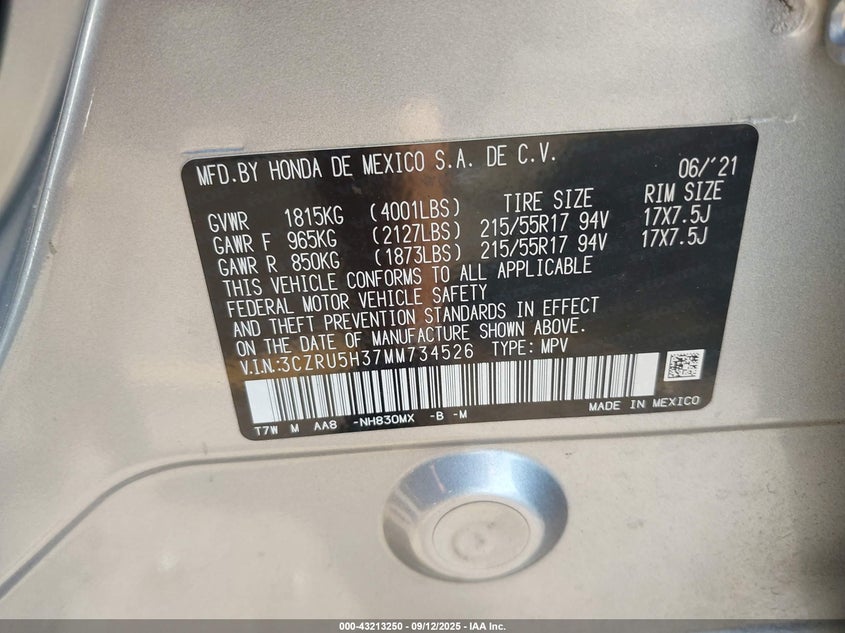 MFD.BY HONDA DE MEXICO S.A. DE C.V. 06/'21
TIRE SIZE RIM SIZE
GVWR 1815KG (4001LBS)
GAWR F 965KG (2127LBS) 215/55R17 94V 17X7.5J
GAWR R 850KG (1873LBS) 215/55R17 94V 17X7.5J
THIS VEHICLE CONFORMS TO ALL APPLICABLE
FEDERAL MOTOR VEHICLE SAFETY
AND THEFT PREVENTION STANDARDS IN EFFECT
ON THE DATE OF MANUFACTURE SHOWN ABOVE.
V.I.N:3CZRU5H37MM734526 TYPE: MPV
T7W M AA8 -NH830MX -B -M MADE IN MEXICO
000-43213250 - 09/12/2025 - IAA Inc.